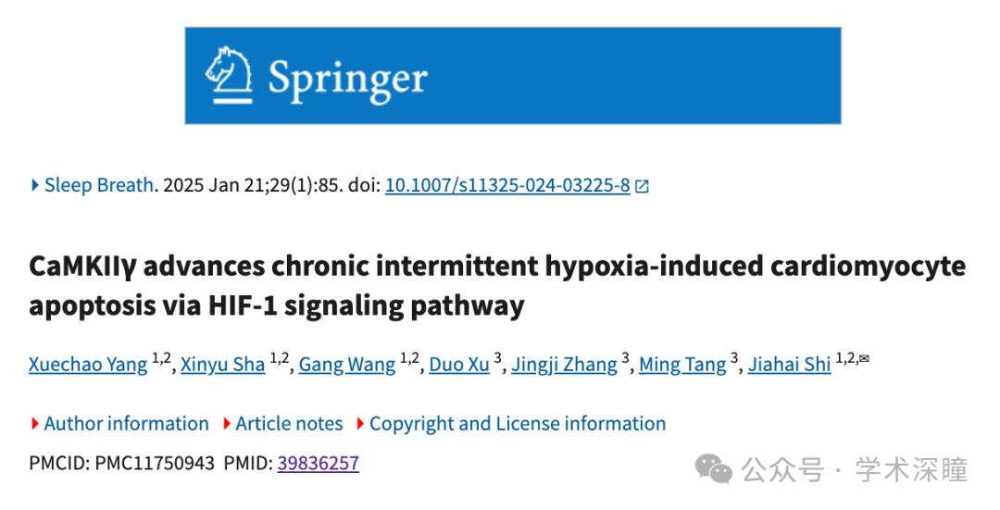 Springer
Sleep Breath. 2025 Jan 21;29(1):85. doi: 10.1007/s11325-024-03225-8
CaMKIIγ advances chronic intermittent hypoxia-induced cardiomyocyte
apoptosis via HIF-1 signaling pathway
Xuechao Yang 1,2, Xinyu Sha 1,2, Gang Wang 1,2, Duo Xu 3, Jingji Zhang 3, Ming Tang 3, Jiahai Shi 1,2,✉
Author information Article notes Copyright and License information
PMCID: PMC11750943 PMID: 39836257
公众号 · 学术深瞳